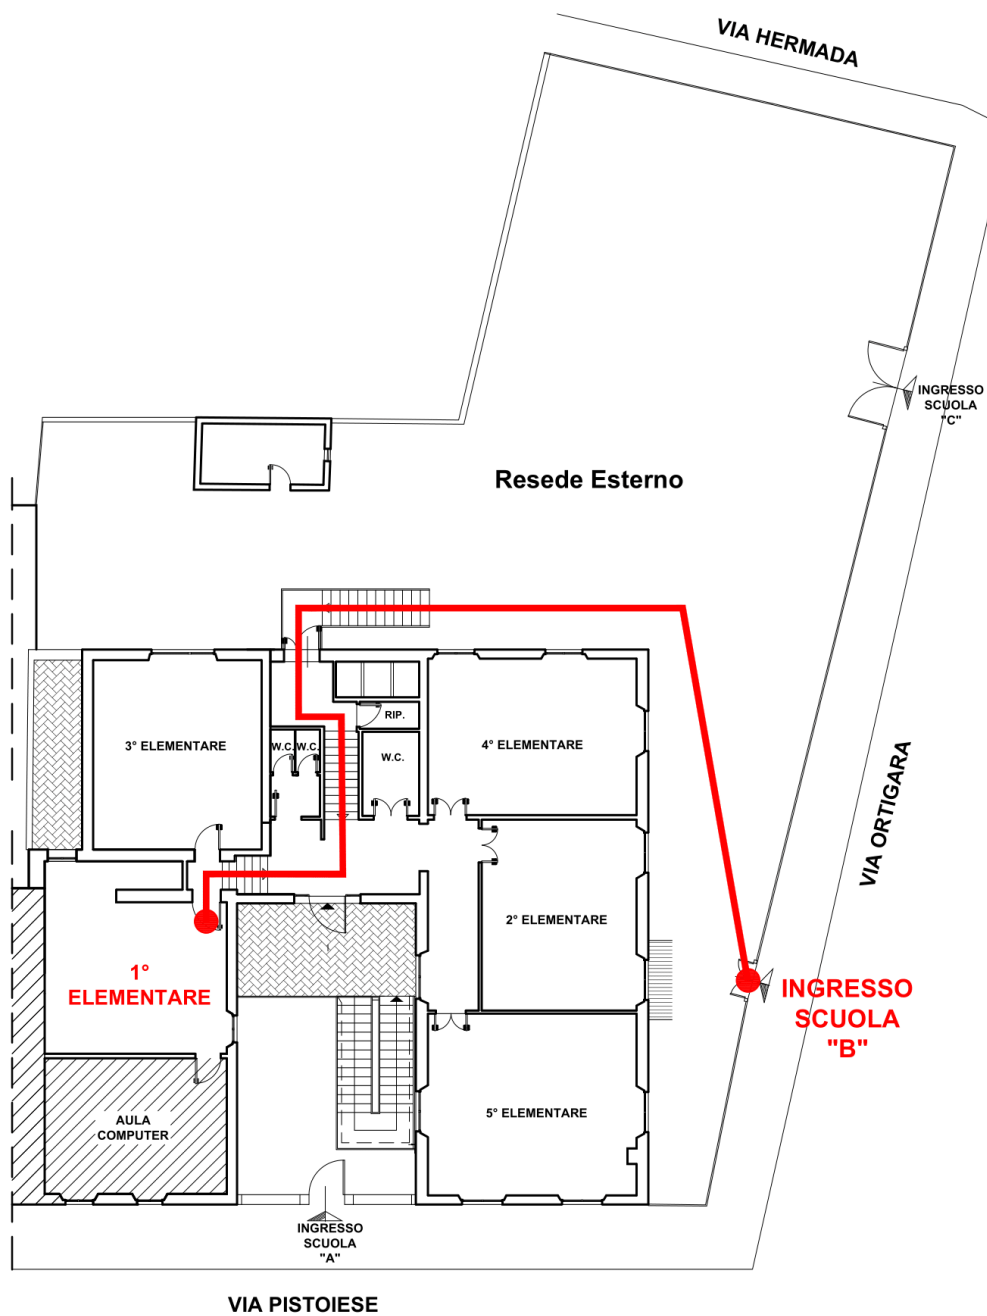 VIA HERMADA
INGRESSO
SCUOLA
"C"
Resede Esterno
RIP.
3° ELEMENTARE
W.C.
W.C.
W.C.
4° ELEMENTARE
VIA ORTIGARA
2° ELEMENTARE
1°
ELEMENTARE
INGRESSO
SCUOLA
"B"
AULA
COMPUTER
5° ELEMENTARE
INGRESSO
SCUOLA
"A"
VIA PISTOIESE